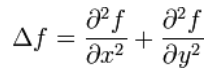 Δf = ∂²f/∂x² + ∂²f/∂y²